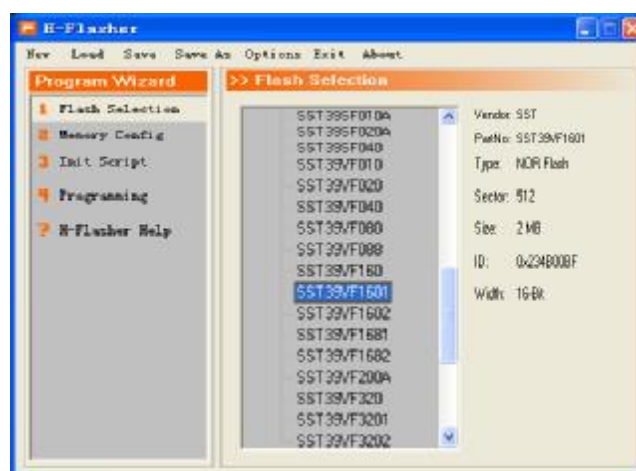 H-Flasher
New Load Save Save As Options Exit About
Program Wizard
1 Flash Selection
2 Memory Config
3 Init Script
4 Programming
? H-Flasher Help
>> Flash Selection
SST39SF010A
SST39SF020A
SST39SF040
SST39VF010
SST39VF020
SST39VF040
SST39VF080
SST39VF088
SST39VF160
SST39VF1601
SST39VF1602
SST39VF1681
SST39VF1682
SST39VF200A
SST39VF320
SST39VF3201
SST39VF3202
Vendor: SST
PartNo: SST39VF1601
Type: NOR Flash
Sector: 512
Size: 2 MB
ID: 0x234B00BF
Width: 16-Bit